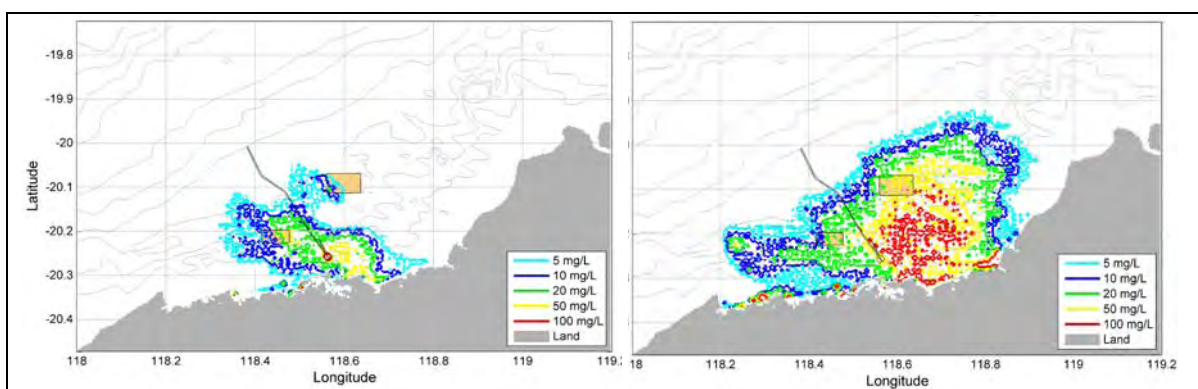 -19.8
-19.9
-20
-20.1
-20.2
-20.3
-20.4
Latitude
118
118.2
118.4
118.6
118.8
119
119.2
Longitude
5 mg/L
10 mg/L
20 mg/L
50 mg/L
100 mg/L
Land
118
118.2
118.4
118.6
118.8
119
119.2
Longitude
5 mg/L
10 mg/L
20 mg/L
50 mg/L
100 mg/L
Land